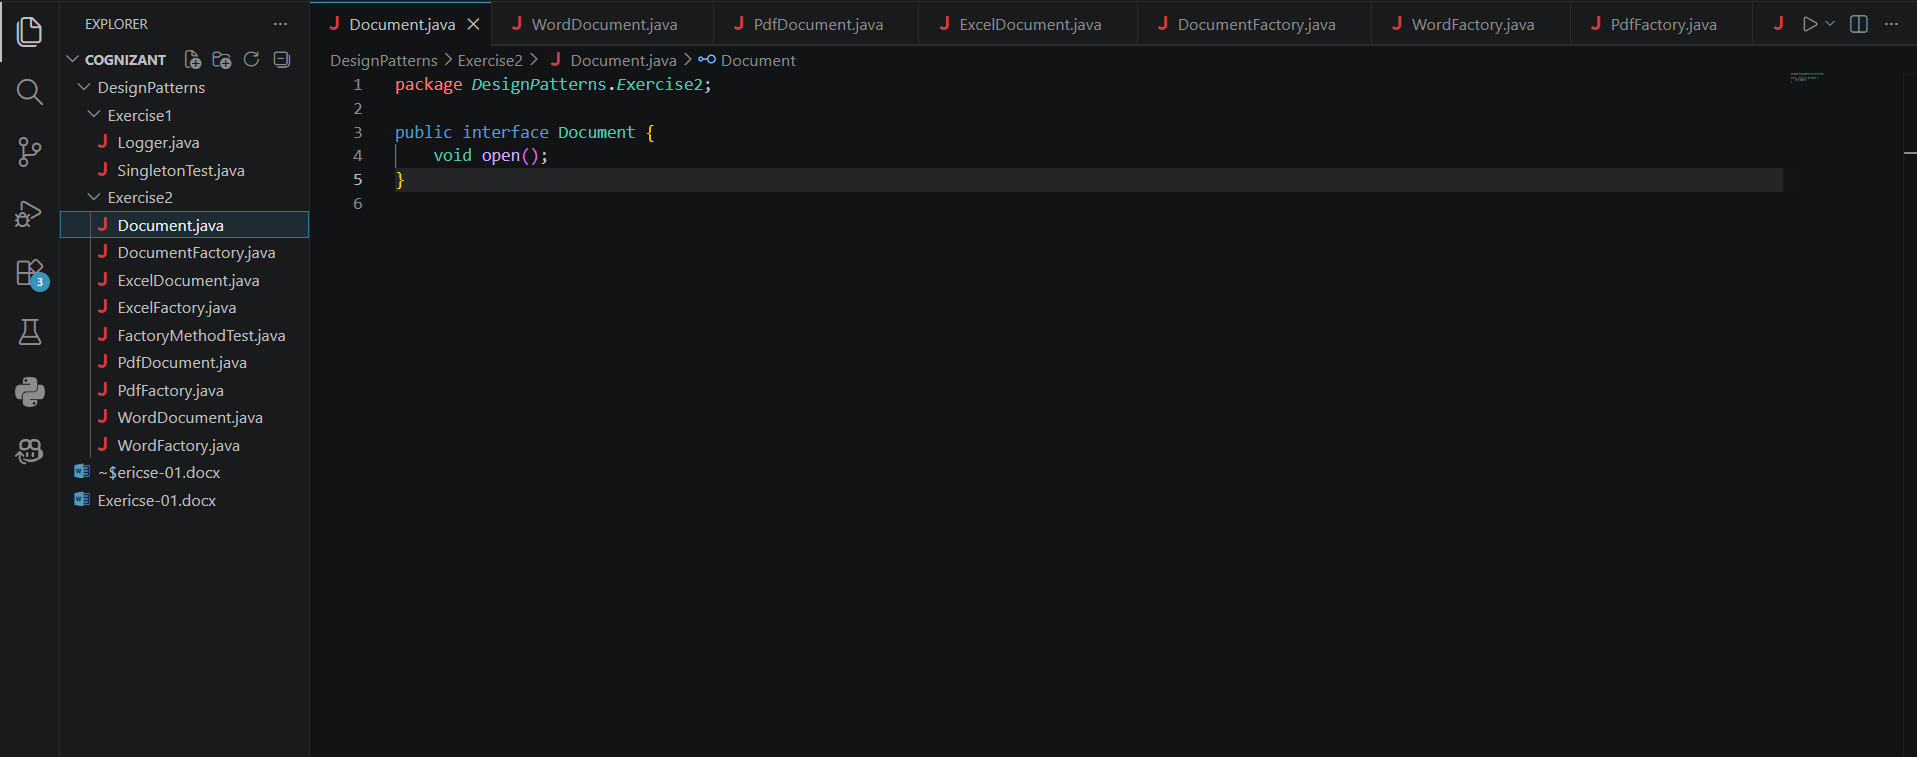 EXPLORER
COGNIZANT
DesignPatterns
Exercise1
Logger.java
SingletonTest.java
Exercise2
Document.java
DocumentFactory.java
ExcelDocument.java
ExcelFactory.java
FactoryMethodTest.java
PdfDocument.java
PdfFactory.java
WordDocument.java
WordFactory.java
~$ericse-01.docx
Exericse-01.docx
3
Document.java WordDocument.java PdfDocument.java ExcelDocument.java DocumentFactory.java WordFactory.java PdfFactory.java
DesignPatterns > Exercise2 > Document.java > Document
1 package DesignPatterns.Exercise2;
2
3 public interface Document {
4 void open();
5 }
6